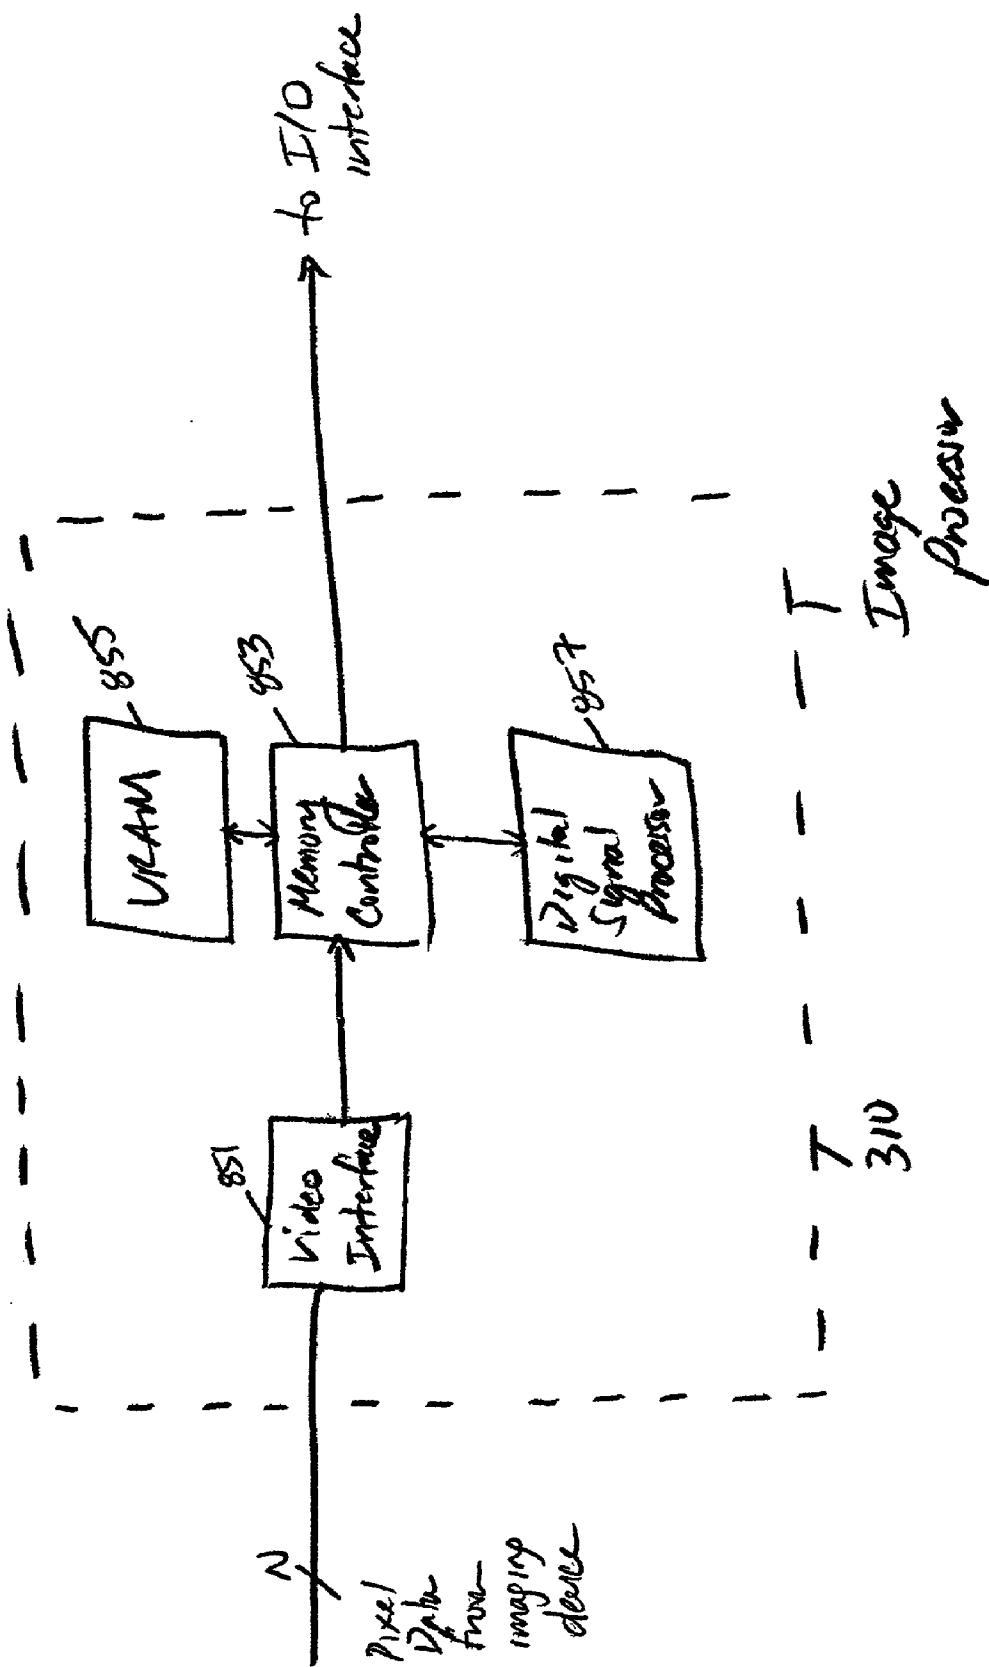 N
Pixel
Data
from
imaging
device
851
Video
Interface
VRAM
855
Memory
Controller
853
Digital
Signal
Processor
857
to I/O
interface
310
Image
Processor